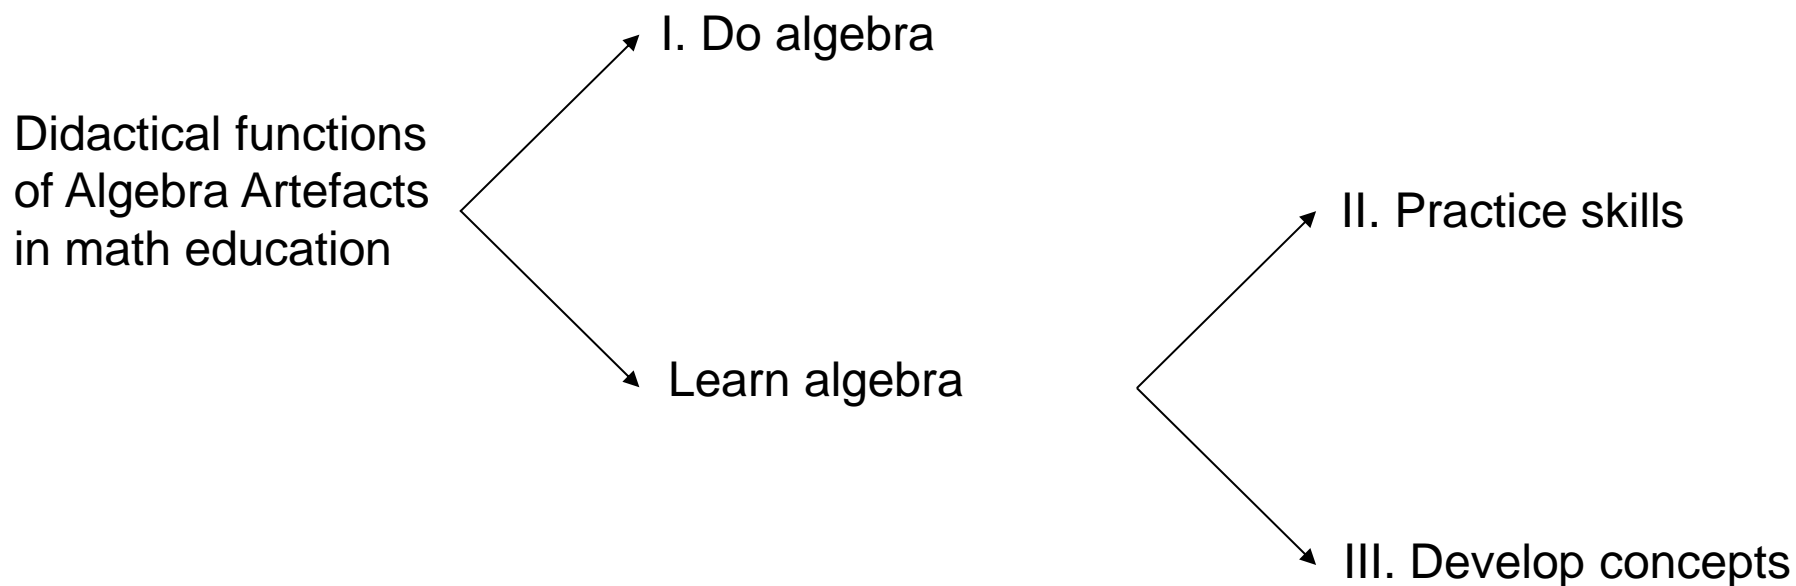 I. Do algebra
Didactical functions
of Algebra Artefacts
in math education
II. Practice skills
Learn algebra
III. Develop concepts